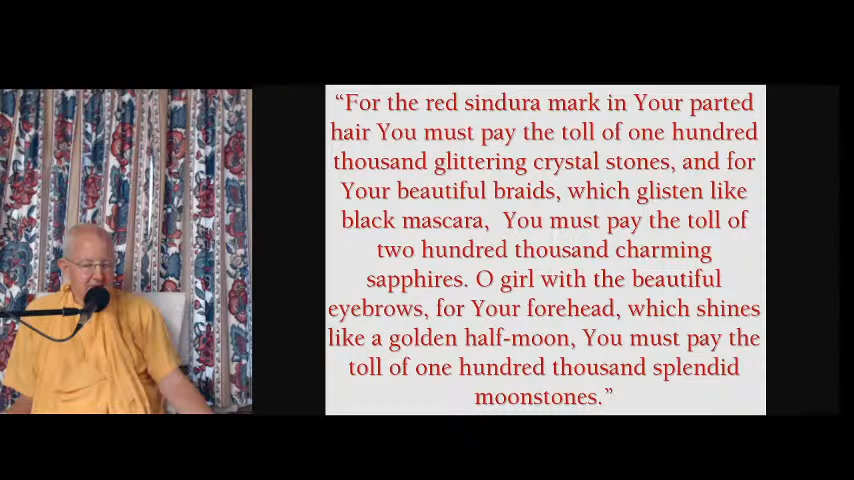 “For the red sindura mark in Your parted
hair You must pay the toll of one hundred
thousand glittering crystal stones, and for
Your beautiful braids, which glisten like
black mascara,  You must pay the toll of
two hundred thousand charming
sapphires. O girl with the beautiful
eyebrows, for Your forehead, which shines
like a golden half-moon, You must pay the
toll of one hundred thousand splendid
moonstones.”